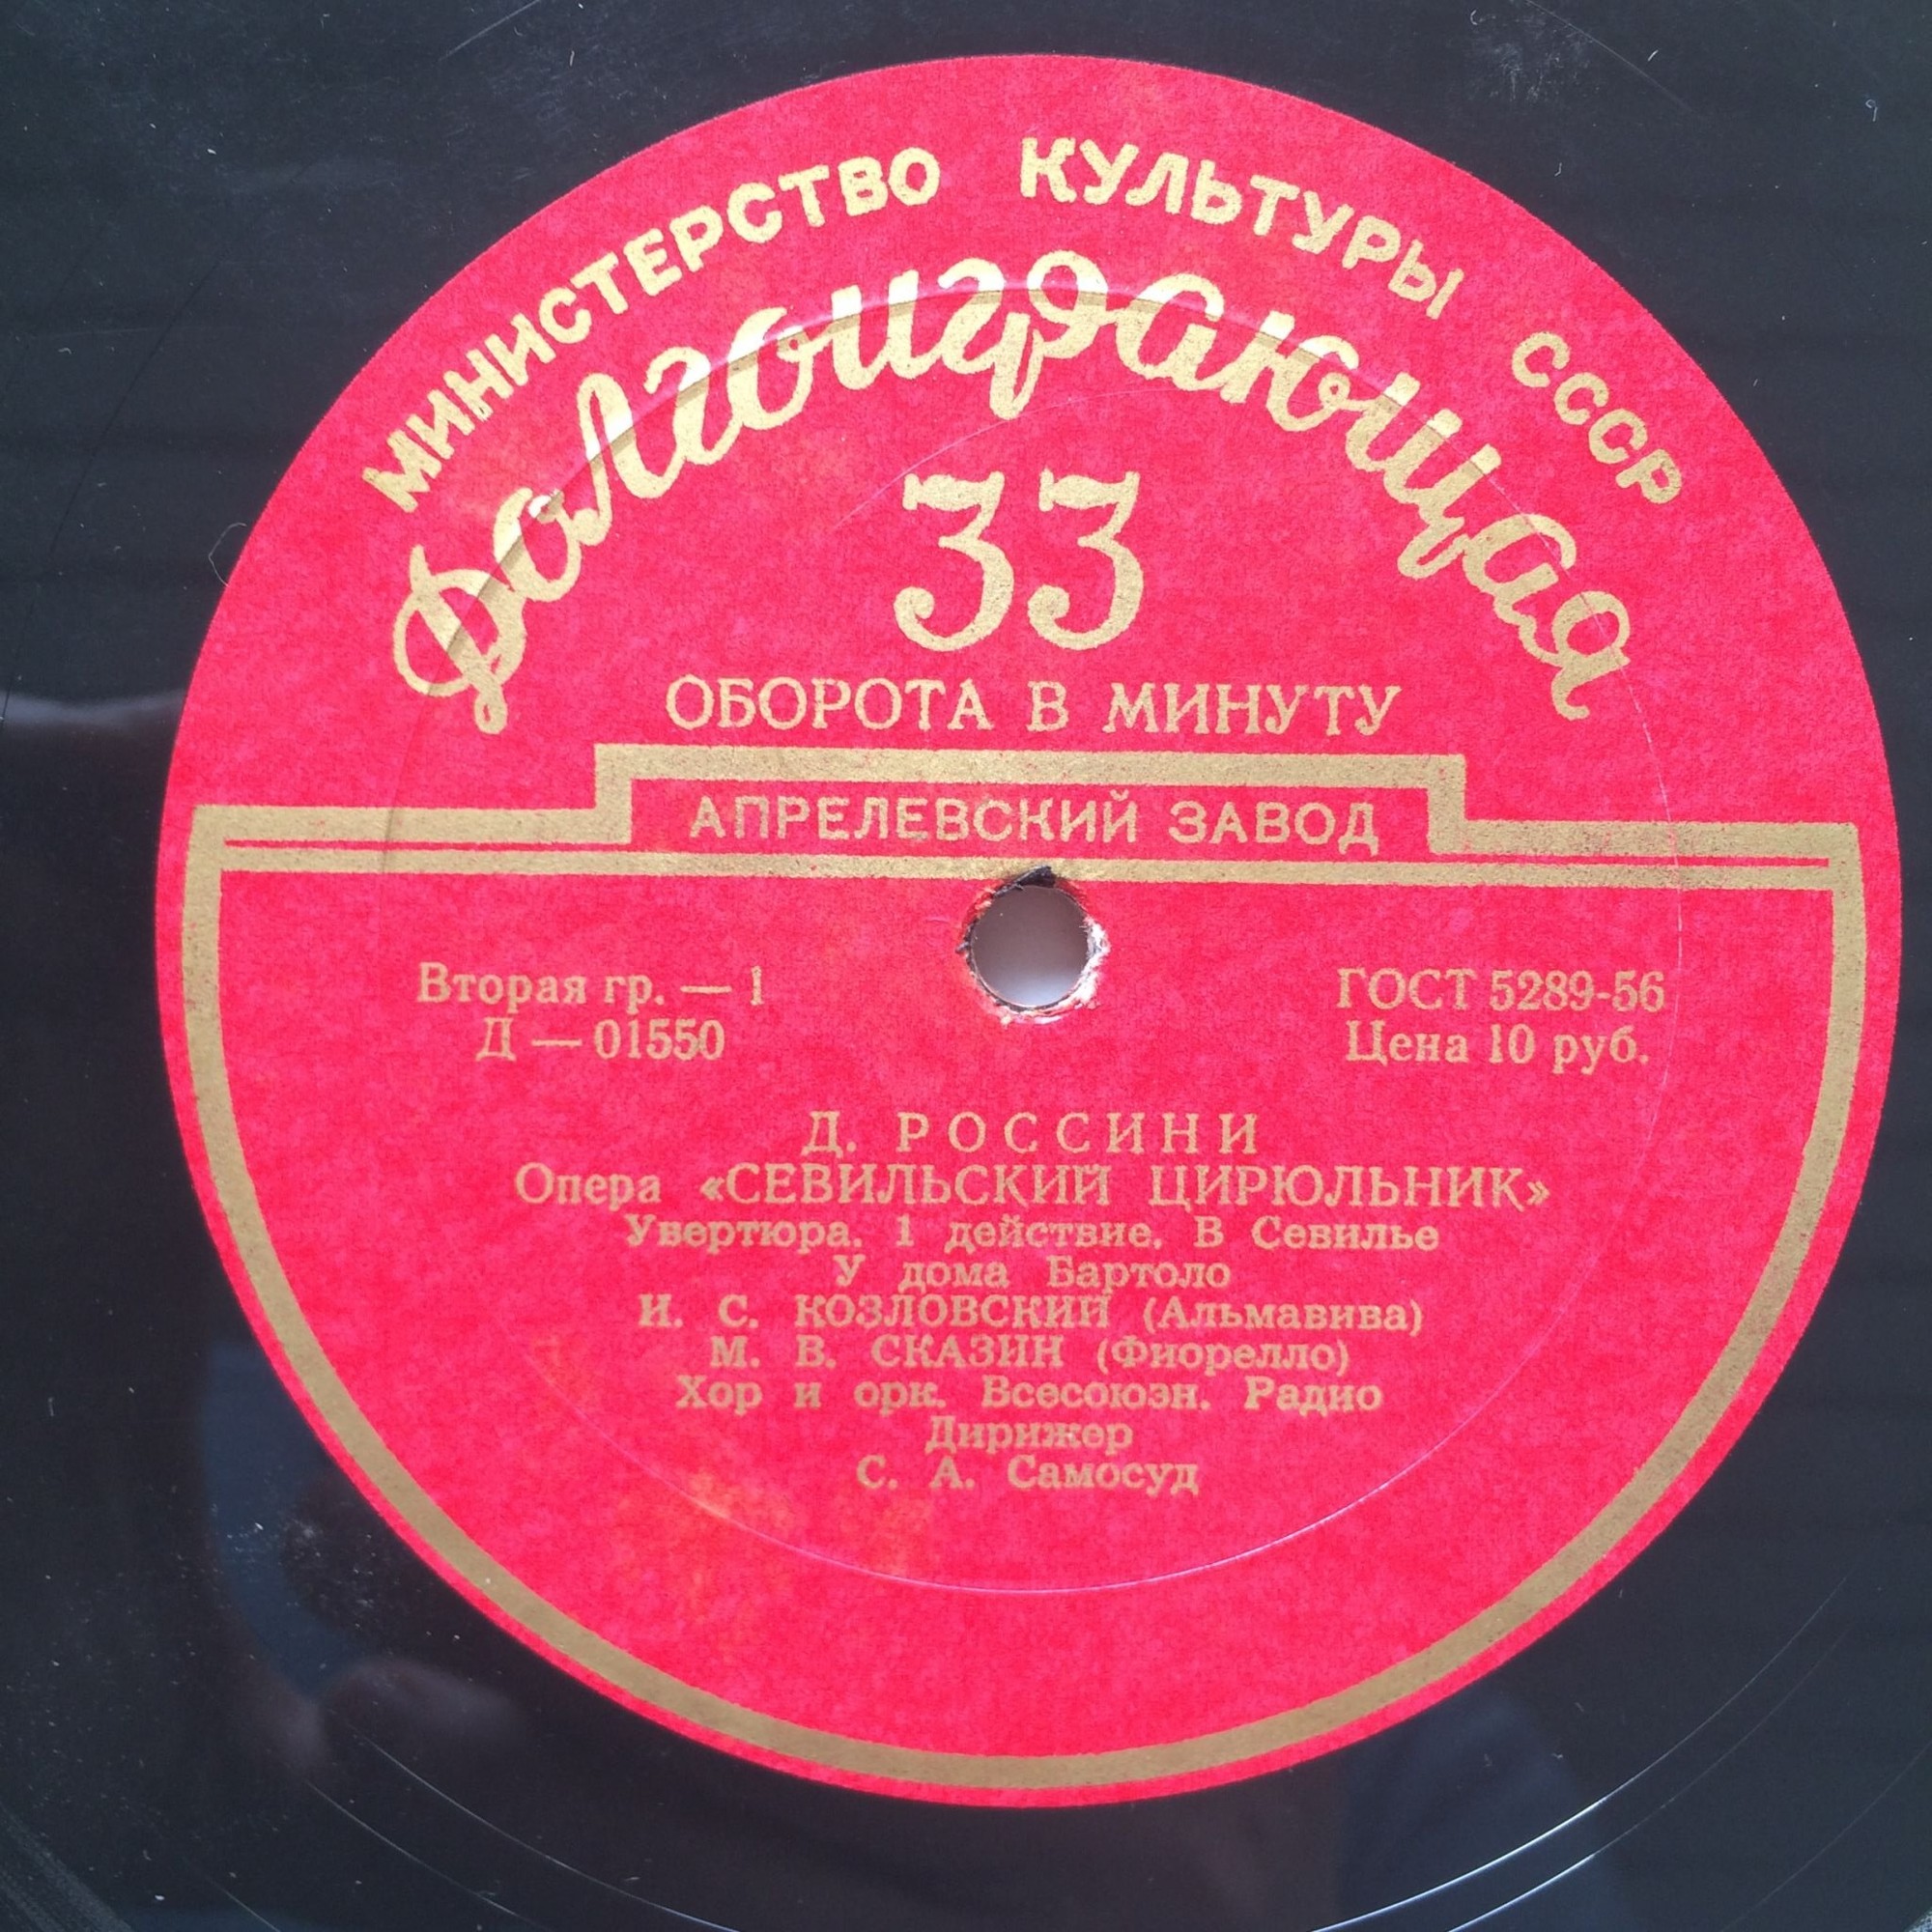 МИНИСТЕРСТВО КУЛЬТУРЫ СССР
Долгоиграющая
33
ОБОРОТА В МИНУТУ
АПРЕЛЕВСКИЙ ЗАВОД
Вторая гр. — 1
Д — 01550
ГОСТ 5289-56
Цена 10 руб.
Д. РОССИНИ
Опера «СЕВИЛЬСКИЙ ЦИРЮЛЬНИК»
Увертюра. 1 действие. В Севилье
У дома Бартоло
И. С. КОЗЛОВСКИЙ (Альмавива)
М. В. СКАЗИН (Фиорелло)
Хор и орк. Всесоюзн. Радио
Дирижер
С. А. Самосуд